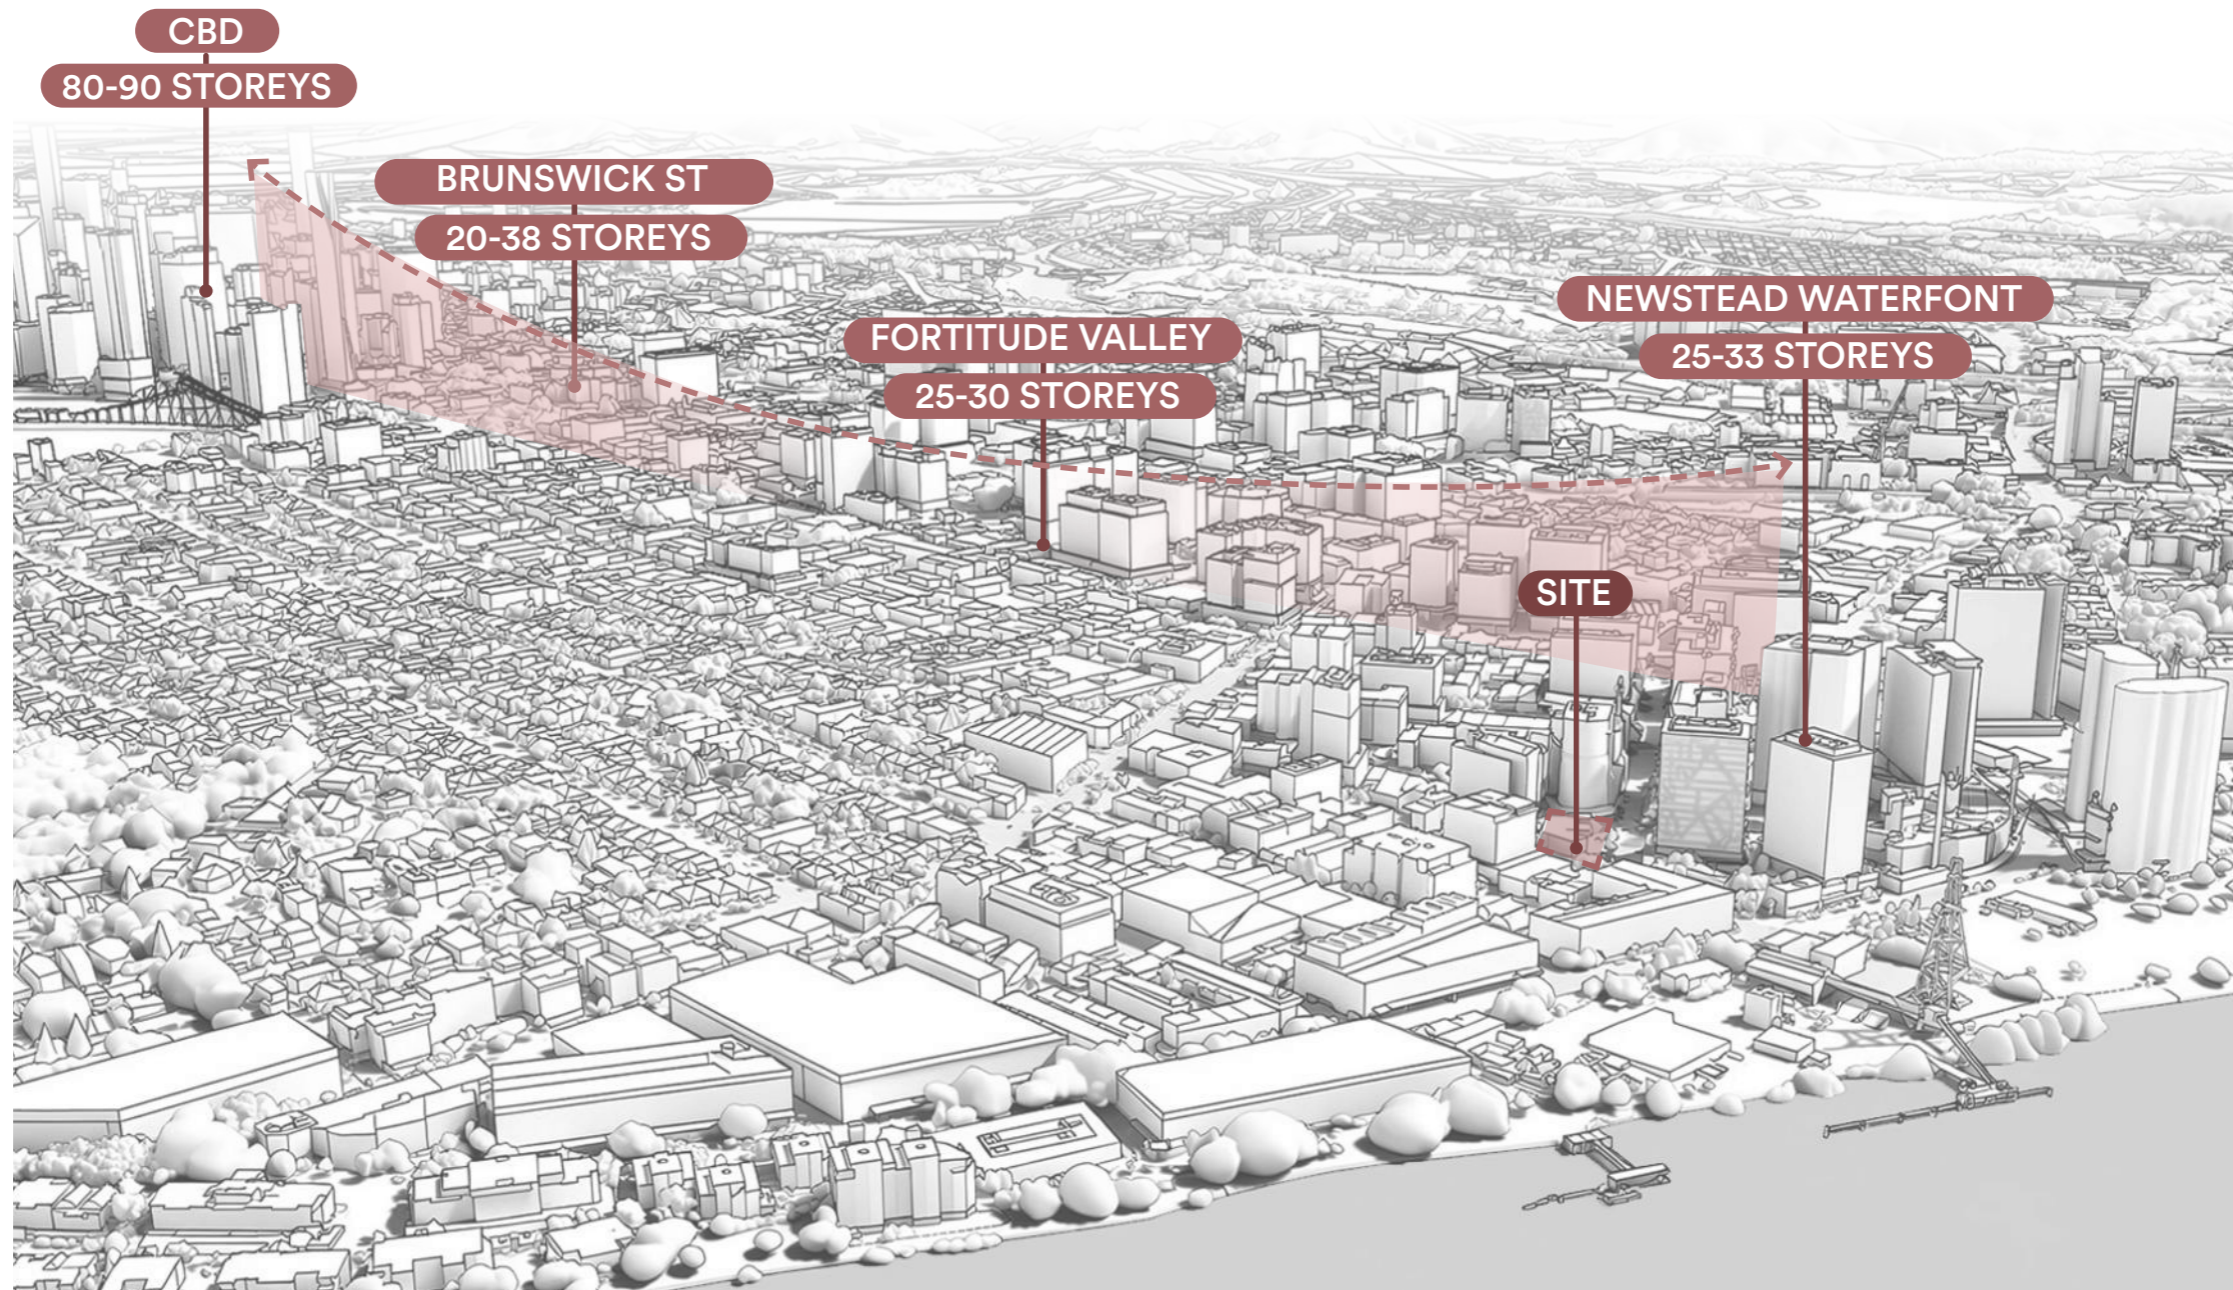 CBD
80-90 STOREYS
BRUNSWICK ST
20-38 STOREYS
FORTITUDE VALLEY
25-30 STOREYS
NEWSTEAD WATERFONT
25-33 STOREYS
SITE